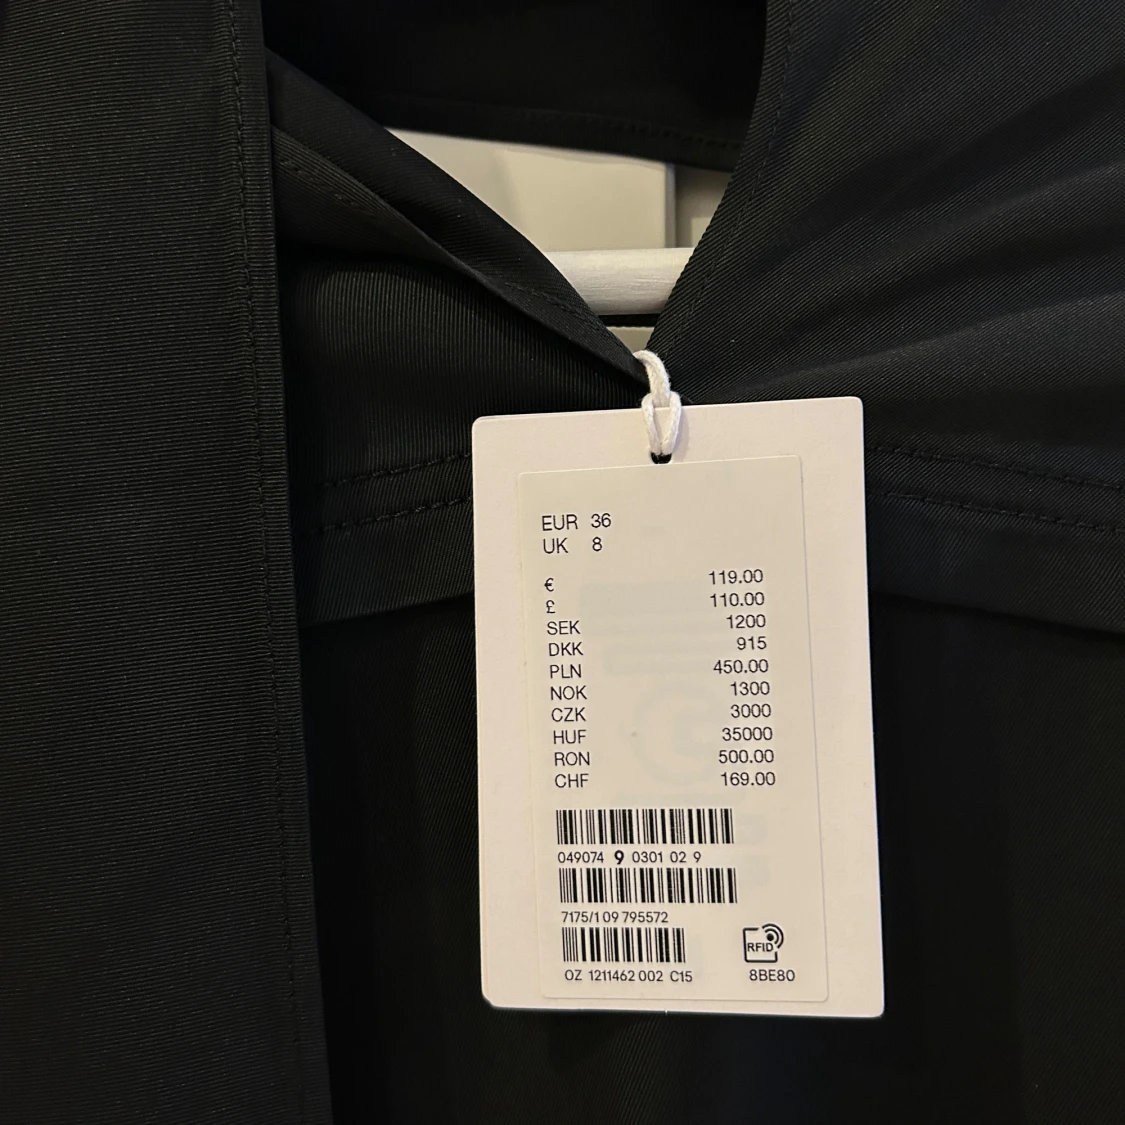 EUR 36
UK 8
€ 119.00
£ 110.00
SEK 1200
DKK 915
PLN 450.00
NOK 1300
CZK 3000
HUF 35000
RON 500.00
CHF 169.00
049074 9 0301 02 9
7175/1 09 795572
RFID
OZ 1211462 002 C15
8BE80